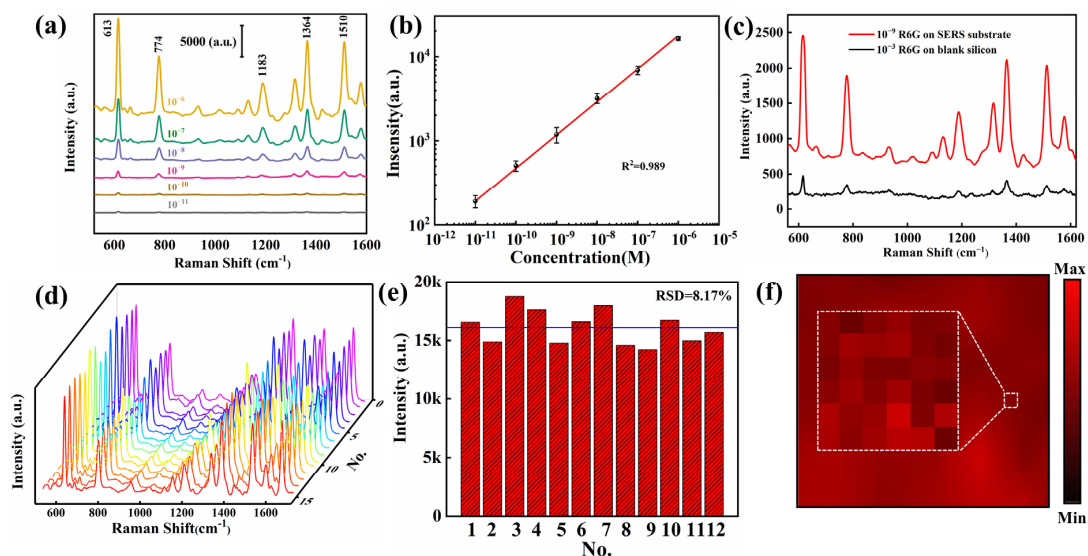 (a)
613
774
1183
1364
1510
5000 (a.u.)
10⁻⁶
10⁻⁷
10⁻⁸
10⁻⁹
10⁻¹⁰
10⁻¹¹
Intensity (a.u.)
600 800 1000 1200 1400 1600
Raman Shift (cm⁻¹)
(b)
Insensity(a.u.)
10⁴
10³
10²
R²=0.989
10⁻¹² 10⁻¹¹ 10⁻¹⁰ 10⁻⁹ 10⁻⁸ 10⁻⁷ 10⁻⁶ 10⁻⁵
Concentration(M)
(c)
10⁻⁹ R6G on SERS substrate
10⁻³ R6G on blank silicon
Intensity (a.u.)
2500
2000
1500
1000
500
0
600 800 1000 1200 1400 1600
Raman Shift (cm⁻¹)
(d)
Intensity (a.u.)
0
5
10
15
No.
600 800 1000 1200 1400 1600
Raman Shift(cm⁻¹)
(e)
RSD=8.17%
Intensity (a.u.)
20k
15k
10k
5k
0
1 2 3 4 5 6 7 8 9 10 11 12
No.
(f)
Max
Min